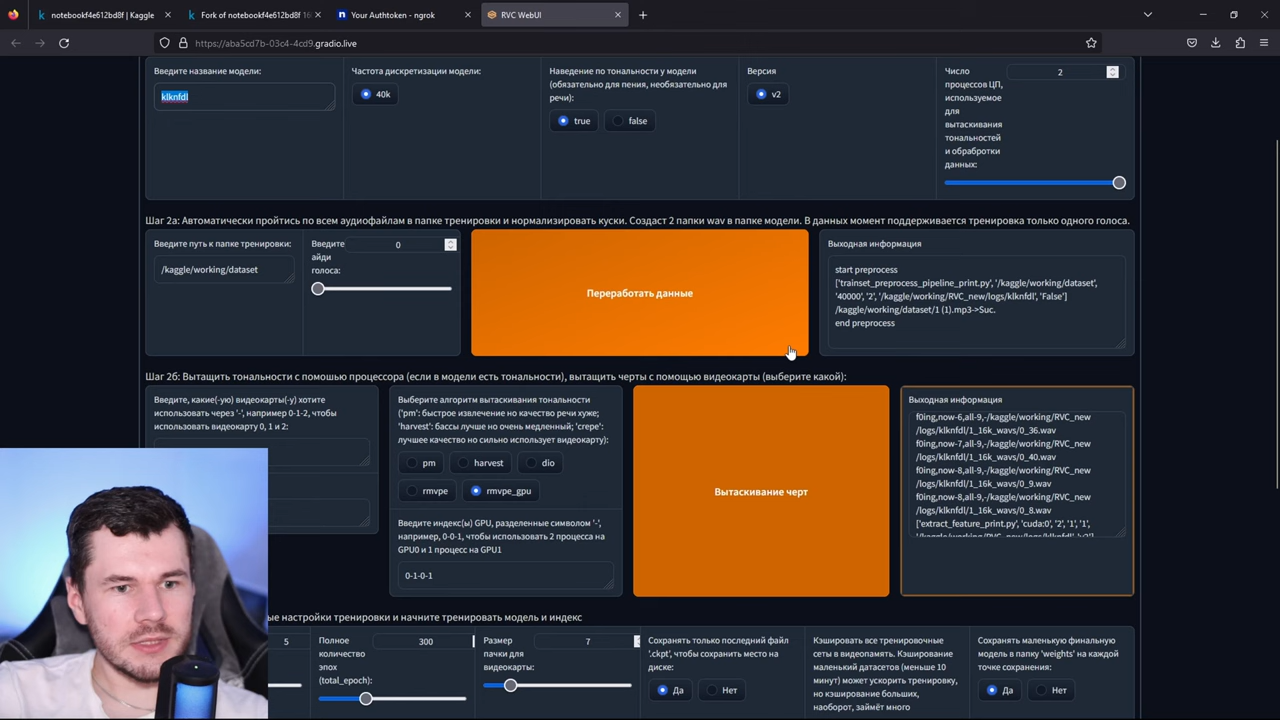 notebookf4e612bd8f | Kaggle
Fork of notebookf4e612bd8f
Your Authtoken - ngrok
RVC WebUI
https://aba5cd7b-03c4-4cd9.gradio.live
Введите название модели:
klknfdl
Частота дискретизации модели:
40k
Наведение по тональности у модели
(обязательно для пения, необязательно для
речи):
true
false
Версия
v2
Число
процессов ЦП,
используемое
для
вытаскивания
тональностей
и обрарботки
данных:
2
Шаг 2а: Автоматически пройтись по всем аудиофайлам в папке тренировки и нормализировать куски. Создаст 2 папки wav в папке модели. В данных момент поддерживается тренировка только одного голоса.
Введите путь к папке тренировки:
/kaggle/working/dataset
Введите
айди
голоса:
0
Переработать данные
Выходная информация
start preprocess
['trainset_preprocess_pipeline_print.py', '/kaggle/working/dataset',
'40000', '2', '/kaggle/working/RVC_new/logs/klknfdl', 'False']
/kaggle/working/dataset/1 (1).mp3->Suc.
end preprocess
Шаг 2б: Вытащить тональности с помошью процессора (если в модели есть тональности), вытащить черты с помощью видеокарты (выберите какой):
Введите, какие(-ую) видеокарты(-у) хотите
использовать через '-', например 0-1-2, чтобы
использовать видеокарту 0, 1 и 2:
Выберите алгоритм вытаскивания тональности
('pm': быстрое извлечение но качество речи хуже;
'harvest': бассы лучше но очень медленный; 'crepe':
лучшее качество но сильно использует видеокарту):
pm
harvest
dio
rmvpe
rmvpe_gpu
Введите индекс(ы) GPU, разделенные символом '-',
например, 0-0-1, чтобы использовать 2 процесса на
GPU0 и 1 процесс на GPU1
0-1-0-1
Вытаскивание черт
Выходная информация
f0ing,now-6,all-9,-/kaggle/working/RVC_new
/logs/klknfdl/1_16k_wavs/0_36.wav
f0ing,now-7,all-9,-/kaggle/working/RVC_new
/logs/klknfdl/1_16k_wavs/0_40.wav
f0ing,now-8,all-9,-/kaggle/working/RVC_new
/logs/klknfdl/1_16k_wavs/0_9.wav
f0ing,now-8,all-9,-/kaggle/working/RVC_new
/logs/klknfdl/1_16k_wavs/0_8.wav
['extract_feature_print.py', 'cuda:0', '2', '1', '1',
'/kaggle/working/RVC_new/logs/klknfdl', 'v2']
ные настройки тренировки и начните тренировать модель и индекс
5
Полное
количество
эпох
(total_epoch):
300
Размер
пачки для
видеокарты:
7
Сохранять только последний файл
'.ckpt', чтобы сохранить место на
диске:
Да
Нет
Кэшировать все тренировочные
сеты в видеопамять. Кэширование
маленький датасетов (меньше 10
минут) может ускорить тренировку,
но кэширование больших,
наоборот, займёт много
Сохранять маленькую финальную
модель в папку 'weights' на каждой
точке сохранения:
Да
Нет